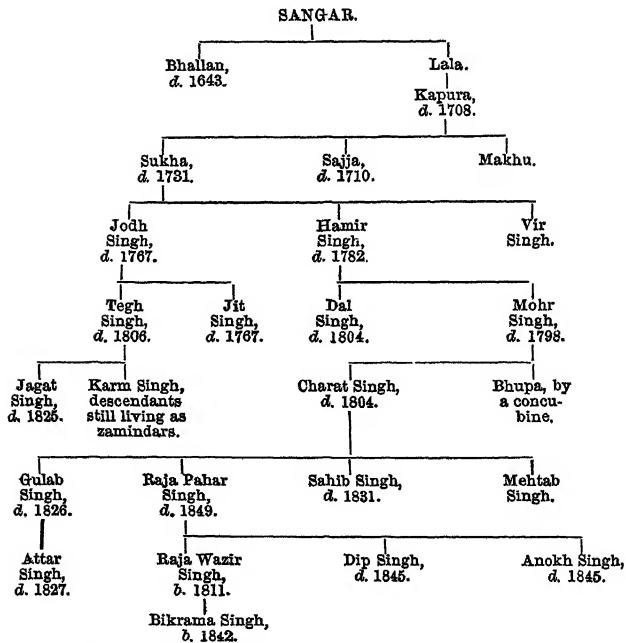 SANGAR.
Bhallan,
d. 1643.
Lala.
Kapura,
d. 1708.
Sukha,
d. 1731.
Sajja,
d. 1710.
Makhu.
Jodh
Singh,
d. 1767.
Hamir
Singh,
d. 1782.
Vir
Singh.
Tegh
Singh,
d. 1806.
Jit
Singh,
d. 1767.
Dal
Singh,
d. 1804.
Mohr
Singh,
d. 1798.
Jagat
Singh,
d. 1825.
Karm Singh,
descendants
still living as
zamindars.
Charat Singh,
d. 1804.
Bhupa, by
a concu-
bine.
Gulab
Singh,
d. 1826.
Raja Pahar
Singh,
d. 1849.
Sahib Singh,
d. 1831.
Mehtab
Singh.
Attar
Singh,
d. 1827.
Raja Wazir
Singh,
b. 1811.
Dip Singh,
d. 1845.
Anokh Singh,
d. 1845.
Bikrama Singh,
b. 1842.